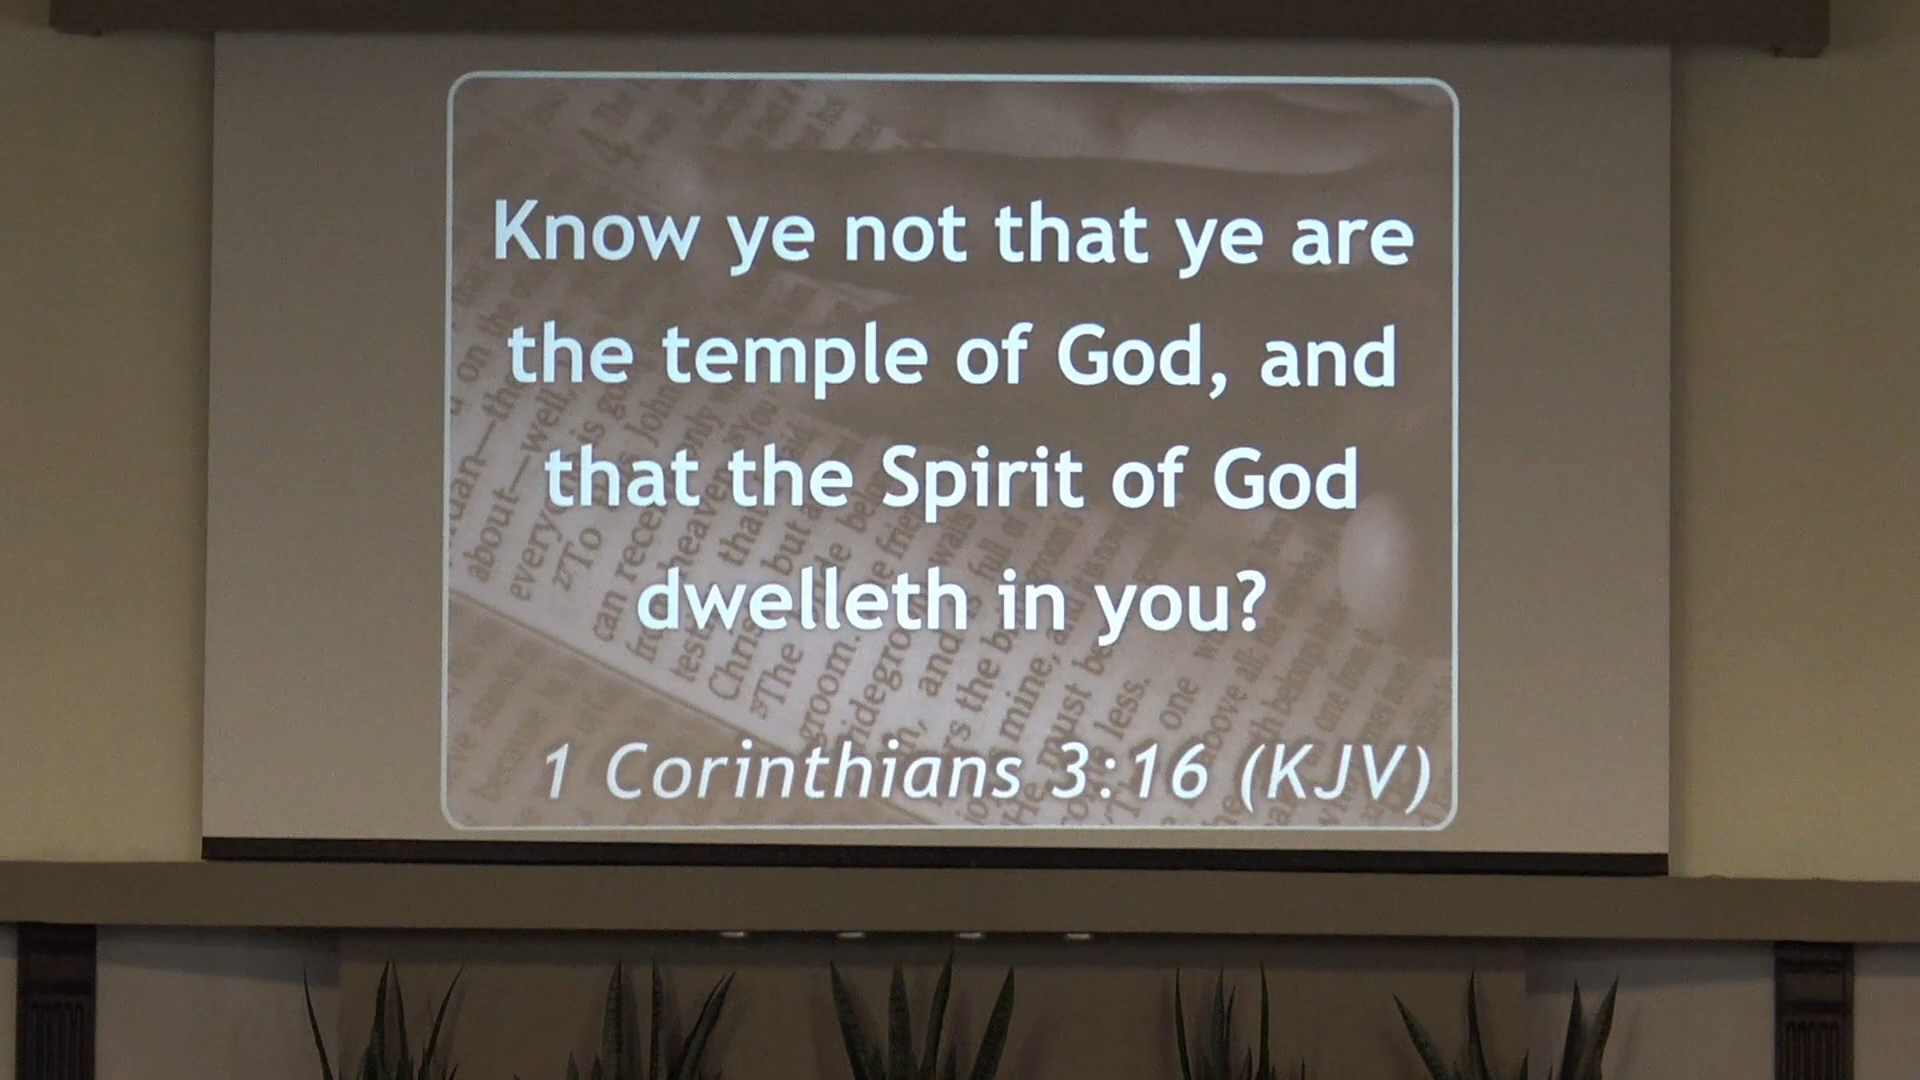 Know ye not that ye are
the temple of God, and
that the Spirit of God
dwelleth in you?
1 Corinthians 3:16 (KJV)